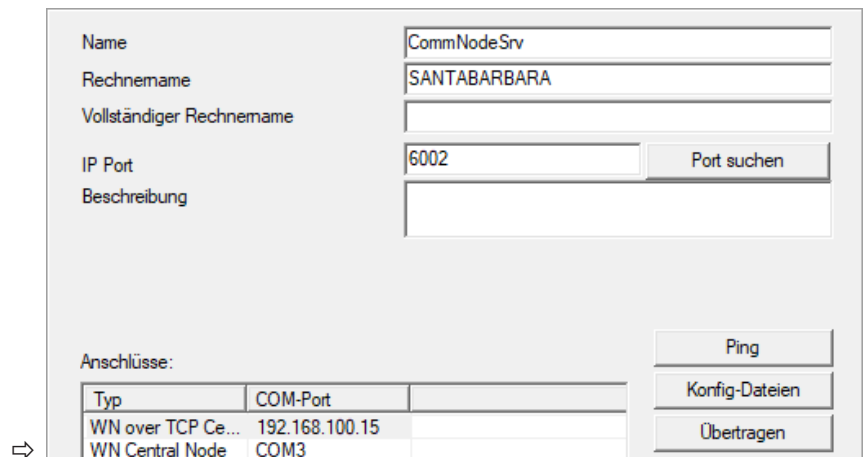 Name CommNodeSrv
Rechnername SANTABARBARA
Vollständiger Rechnername
IP Port 6002 Port suchen
Beschreibung
Ping
Anschlüsse:
Konfig-Dateien
Typ COM-Port
WN over TCP Ce... 192.168.100.15
Übertragen
⇨ WN Central Node COM3